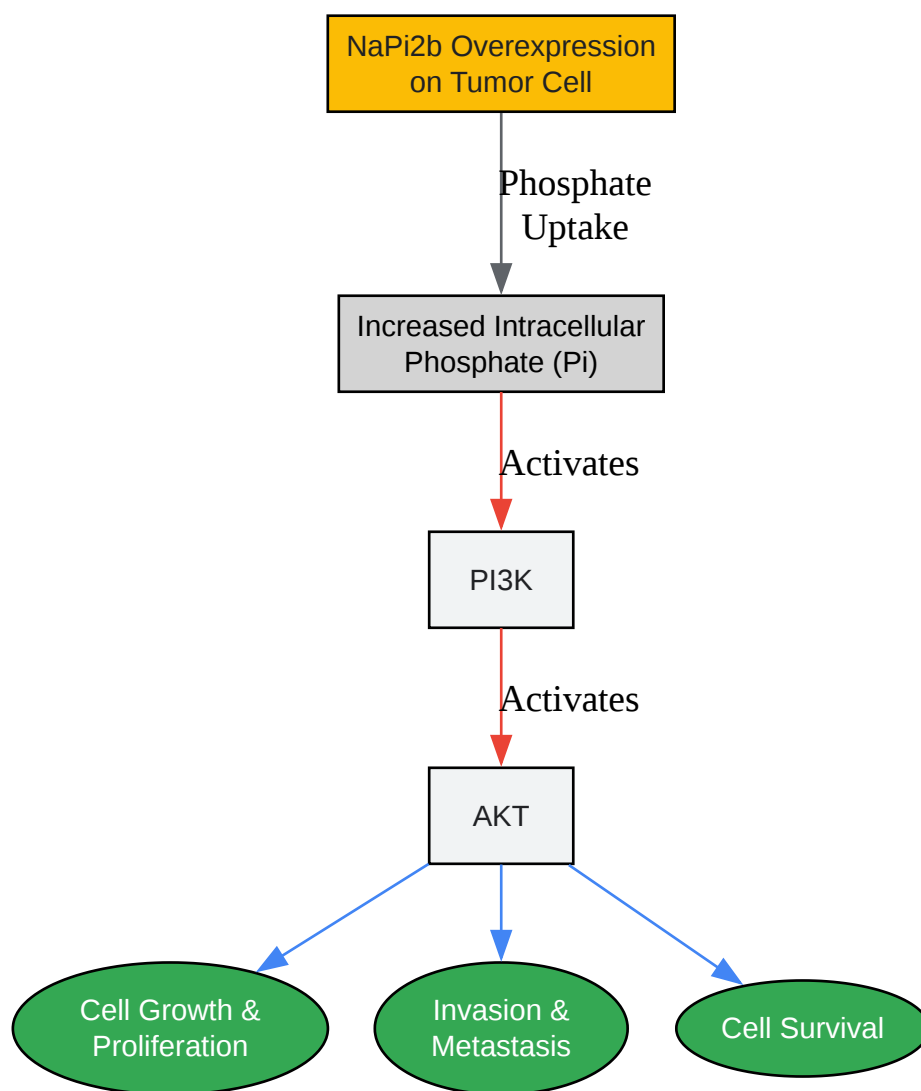 NaPi2b Overexpression
on Tumor Cell
Phosphate
Uptake
Increased Intracellular
Phosphate (Pi)
Activates
PI3K
Activates
AKT
Cell Growth &
Proliferation
Invasion &
Metastasis
Cell Survival